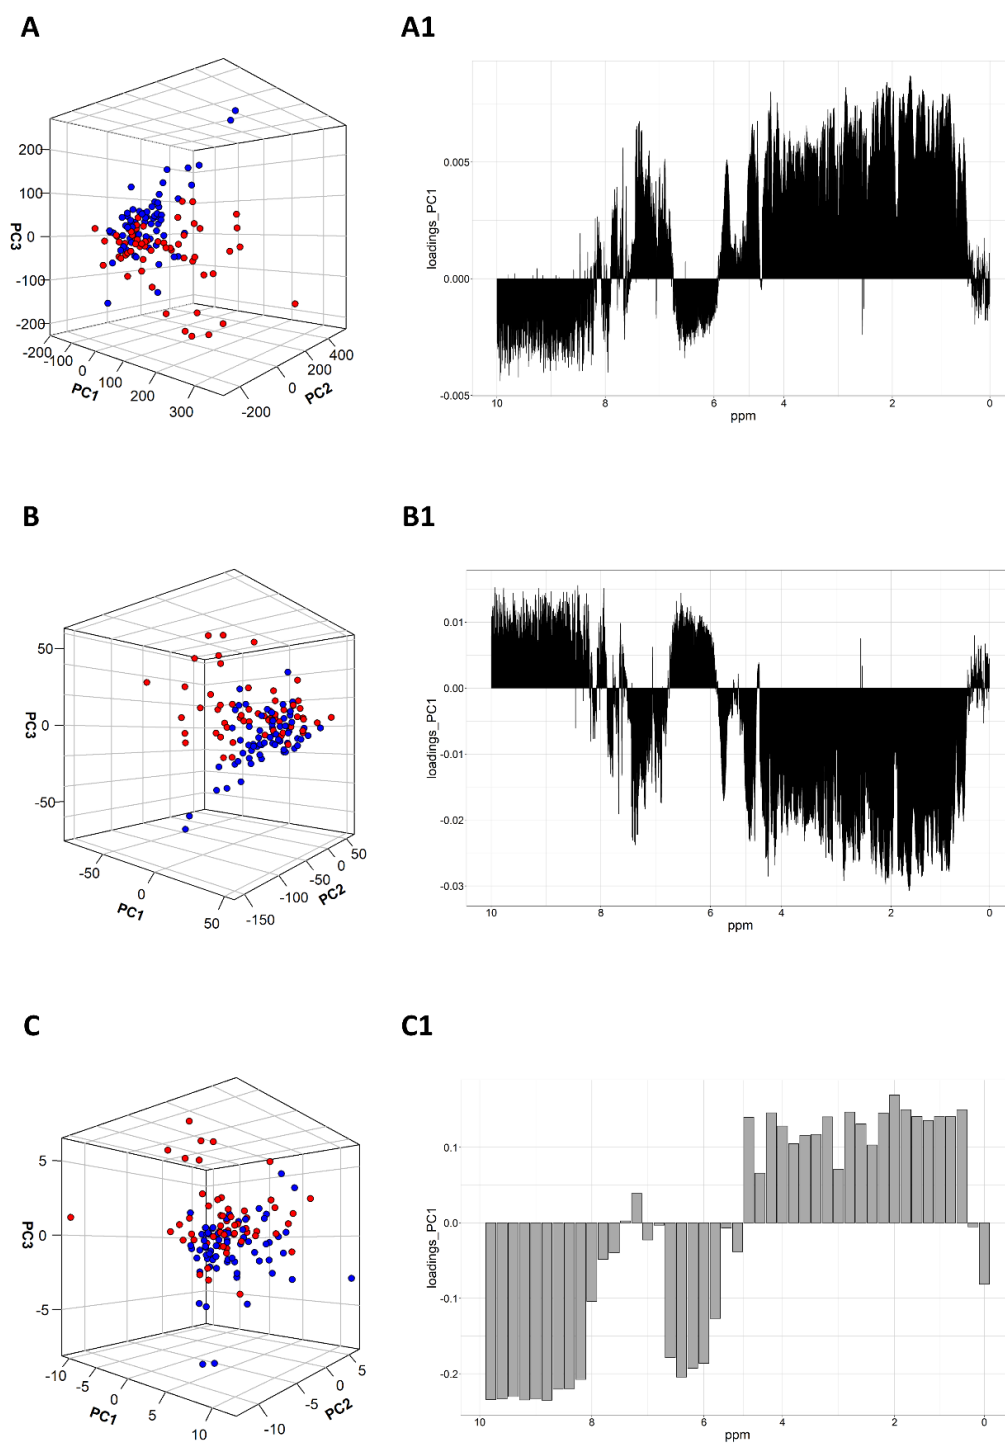 A
A1
200
100
0
-100
-200
PC3
-200
-100
0
100
200
300
PC1
-200
0
200
400
PC2
0.005
0.000
-0.005
loadings_PC1
10 8 6 4 2 0
ppm
B
B1
50
0
-50
PC3
-50
0
50
PC1
-150
-100
-50
0
50
PC2
0.01
0.00
-0.01
-0.02
-0.03
loadings_PC1
10 8 6 4 2 0
ppm
C
C1
5
0
-5
PC3
-10
-5
0
5
10
PC1
-10
-5
0
5
PC2
0.1
0.0
-0.1
-0.2
loadings_PC1
10 8 6 4 2 0
ppm